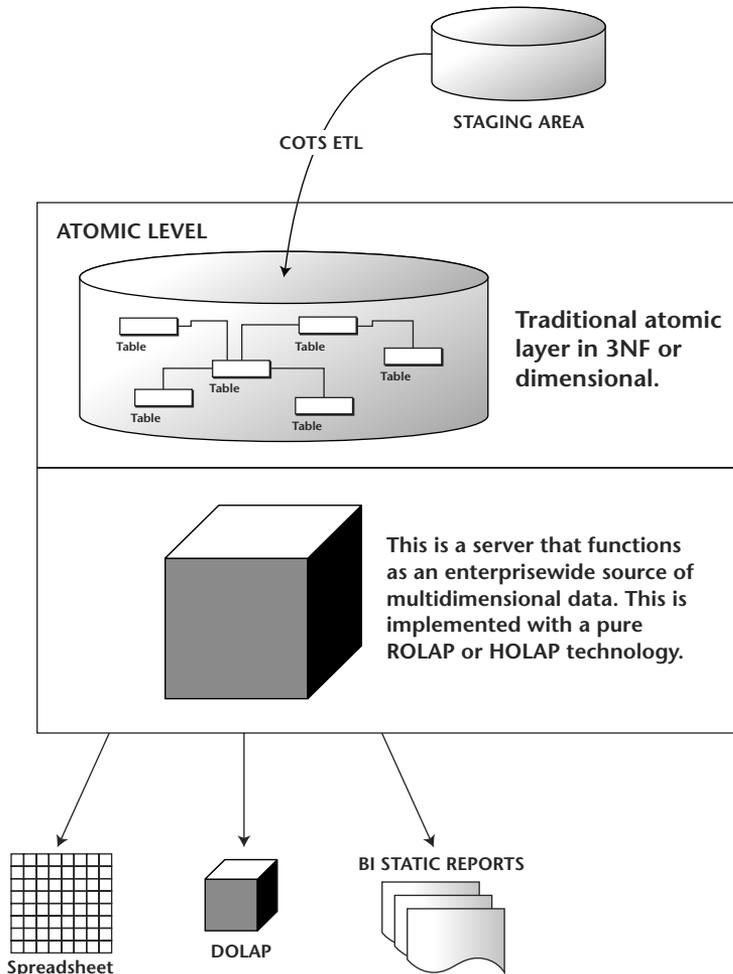 STAGING AREA
COTS ETL
ATOMIC LEVEL
Table
Table
Table
Table
Table
Table
Traditional atomic
layer in 3NF or
dimensional.
This is a server that functions
as an enterprisewide source of
multidimensional data. This is
implemented with a pure
ROLAP or HOLAP technology.
Spreadsheet
DOLAP
BI STATIC REPORTS